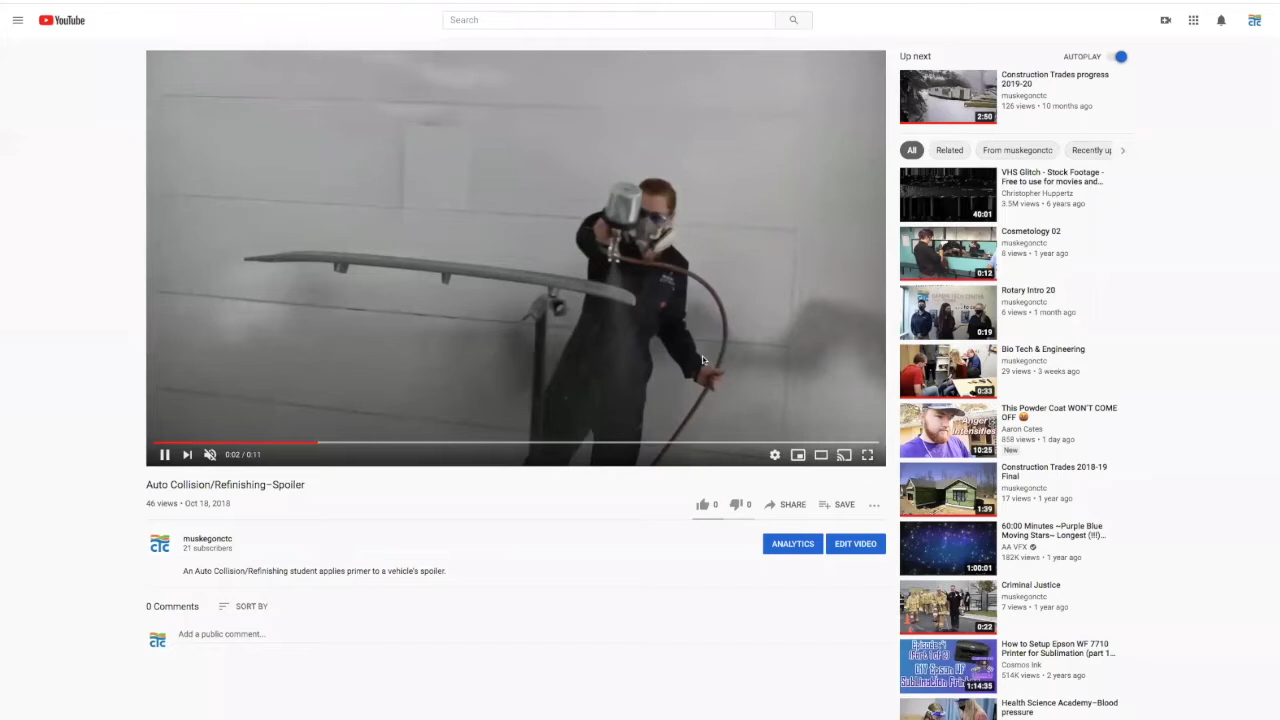 YouTube
Search
CTC
Up next
AUTOPLAY
Construction Trades progress
2019-20
muskegonctc
126 views • 10 months ago
2:50
All
Related
From muskegonctc
VHS Glitch - Stock Footage -
Free to use for movies and...
Christopher Huppertz
3.5M views • 6 years ago
40:01
Cosmetology 02
muskegonctc
8 views • 1 year ago
0:12
Rotary Intro 20
muskegonctc
6 views • 1 month ago
0:19
Bio Tech & Engineering
muskegonctc
29 views • 3 weeks ago
0:33
This Powder Coat WON'T COME
OFF
Aaron Cates
858 views • 1 day ago
New
Anger
Intensifies
10:25
Construction Trades 2018-19
Final
muskegonctc
17 views • 1 year ago
1:39
60:00 Minutes ~Purple Blue
Moving Stars~ Longest (!!!)...
AA VFX
182K views • 1 year ago
1:00:01
Criminal Justice
muskegonctc
7 views • 1 year ago
0:22
How to Setup Epson WF 7710
Printer for Sublimation (part 1...
Cosmos Ink
514K views • 2 years ago
1:14:35
Health Science Academy–Blood
pressure
0:02 / 0:11
Auto Collision/Refinishing–Spoiler
46 views • Oct 18, 2018
0
0
SHARE
SAVE
CTC
muskegonctc
21 subscribers
ANALYTICS
EDIT VIDEO
An Auto Collision/Refinishing student applies primer to a vehicle's spoiler.
0 Comments
SORT BY
CTC
Add a public comment...